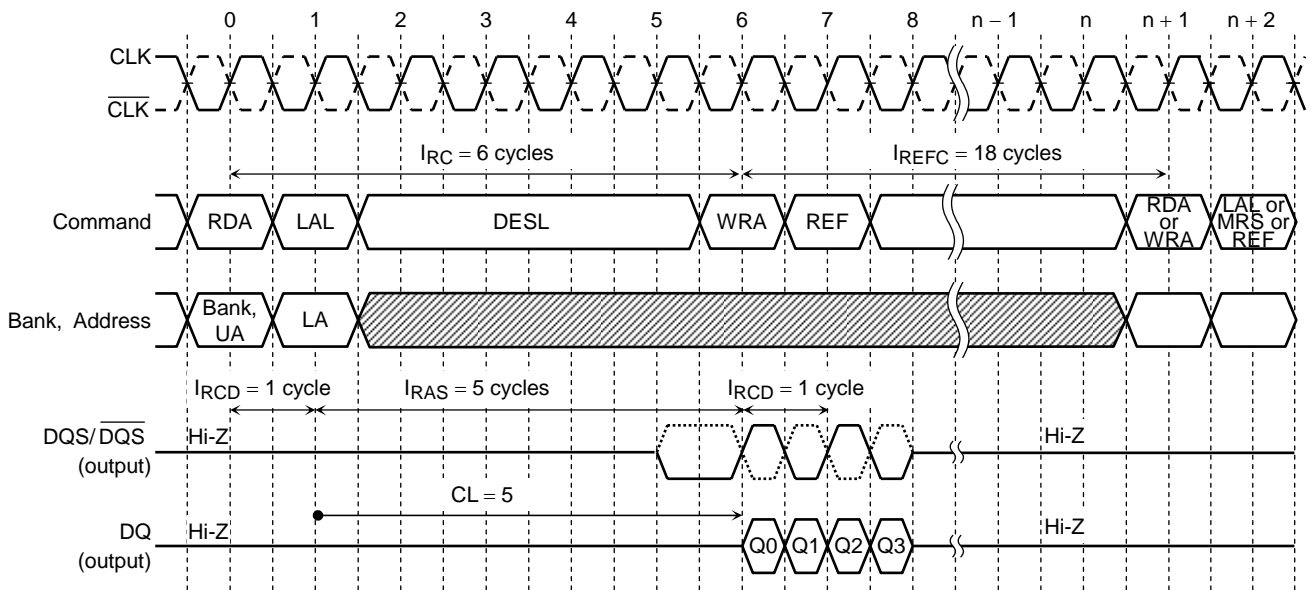 0 1 2 3 4 5 6 7 8 n − 1 n n + 1 n + 2
CLK
CLK
IRC = 6 cycles IREFC = 18 cycles
Command RDA LAL DESL WRA REF RDA or WRA LAL or MRS or REF
Bank, Address Bank, UA LA
IRCD = 1 cycle IRAS = 5 cycles IRCD = 1 cycle
DQS/DQS Hi-Z Hi-Z
(output)
CL = 5
DQ Hi-Z Q0 Q1 Q2 Q3 Hi-Z
(output)